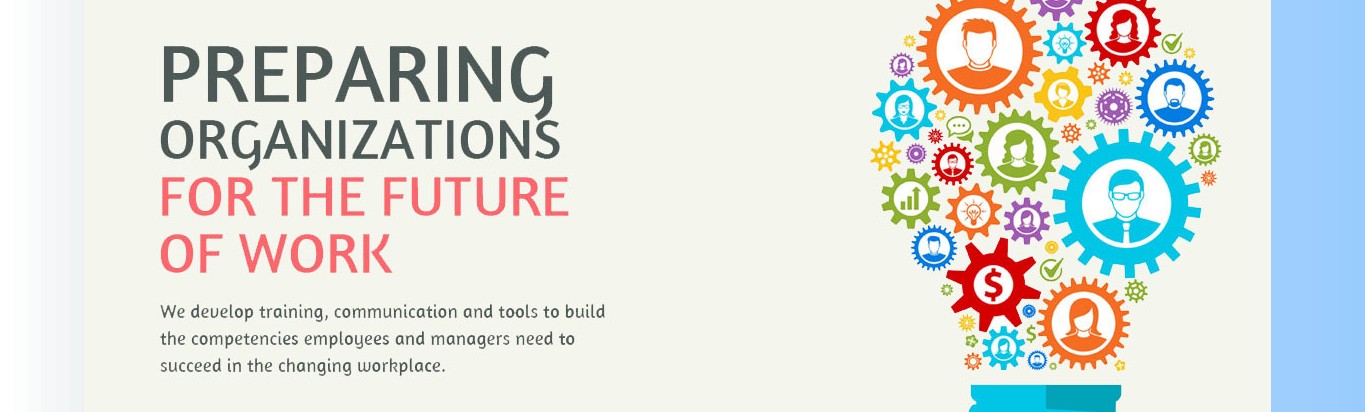 PREPARING
ORGANIZATIONS
FOR THE FUTURE
OF WORK
We develop training, communication and tools to build
the competencies employees and managers need to
succeed in the changing workplace.
$
$